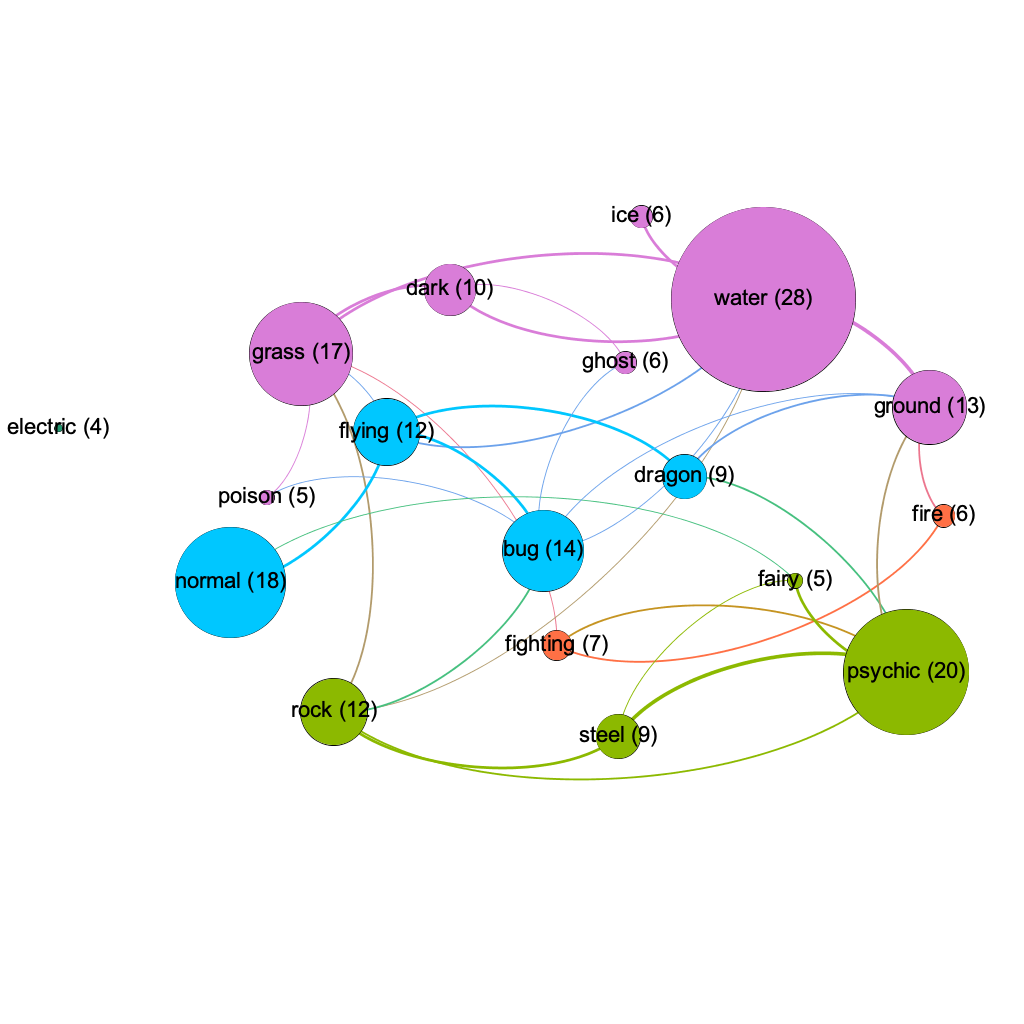 ice (6)
dark (10)
water (28)
grass (17)
ghost (6)
ground (13)
electric (4)
flying (12)
dragon (9)
poison (5)
fire (6)
bug (14)
normal (18)
fairy (5)
fighting (7)
psychic (20)
rock (12)
steel (9)